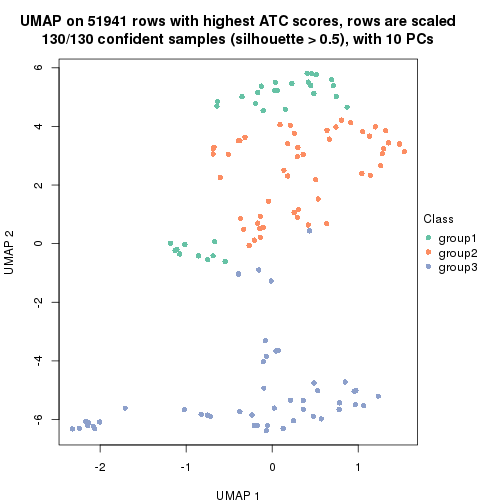 UMAP on 51941 rows with highest ATC scores, rows are scaled
130/130 confident samples (silhouette > 0.5), with 10 PCs
6
4
2
0
-2
-4
-6
UMAP 2
-2
-1
0
1
UMAP 1
Class
group1
group2
group3